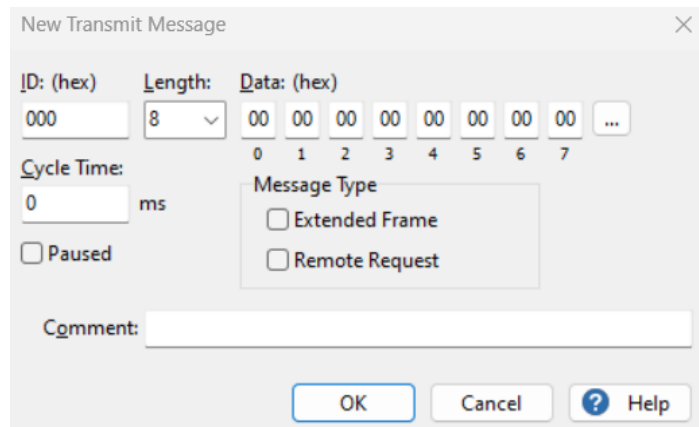 New Transmit Message
ID: (hex) Length: Data: (hex)
000 8 00 00 00 00 00 00 00 00 ...
0 1 2 3 4 5 6 7
Cycle Time:
0 ms
Message Type
Extended Frame
Paused
Remote Request
Comment:
OK Cancel ? Help